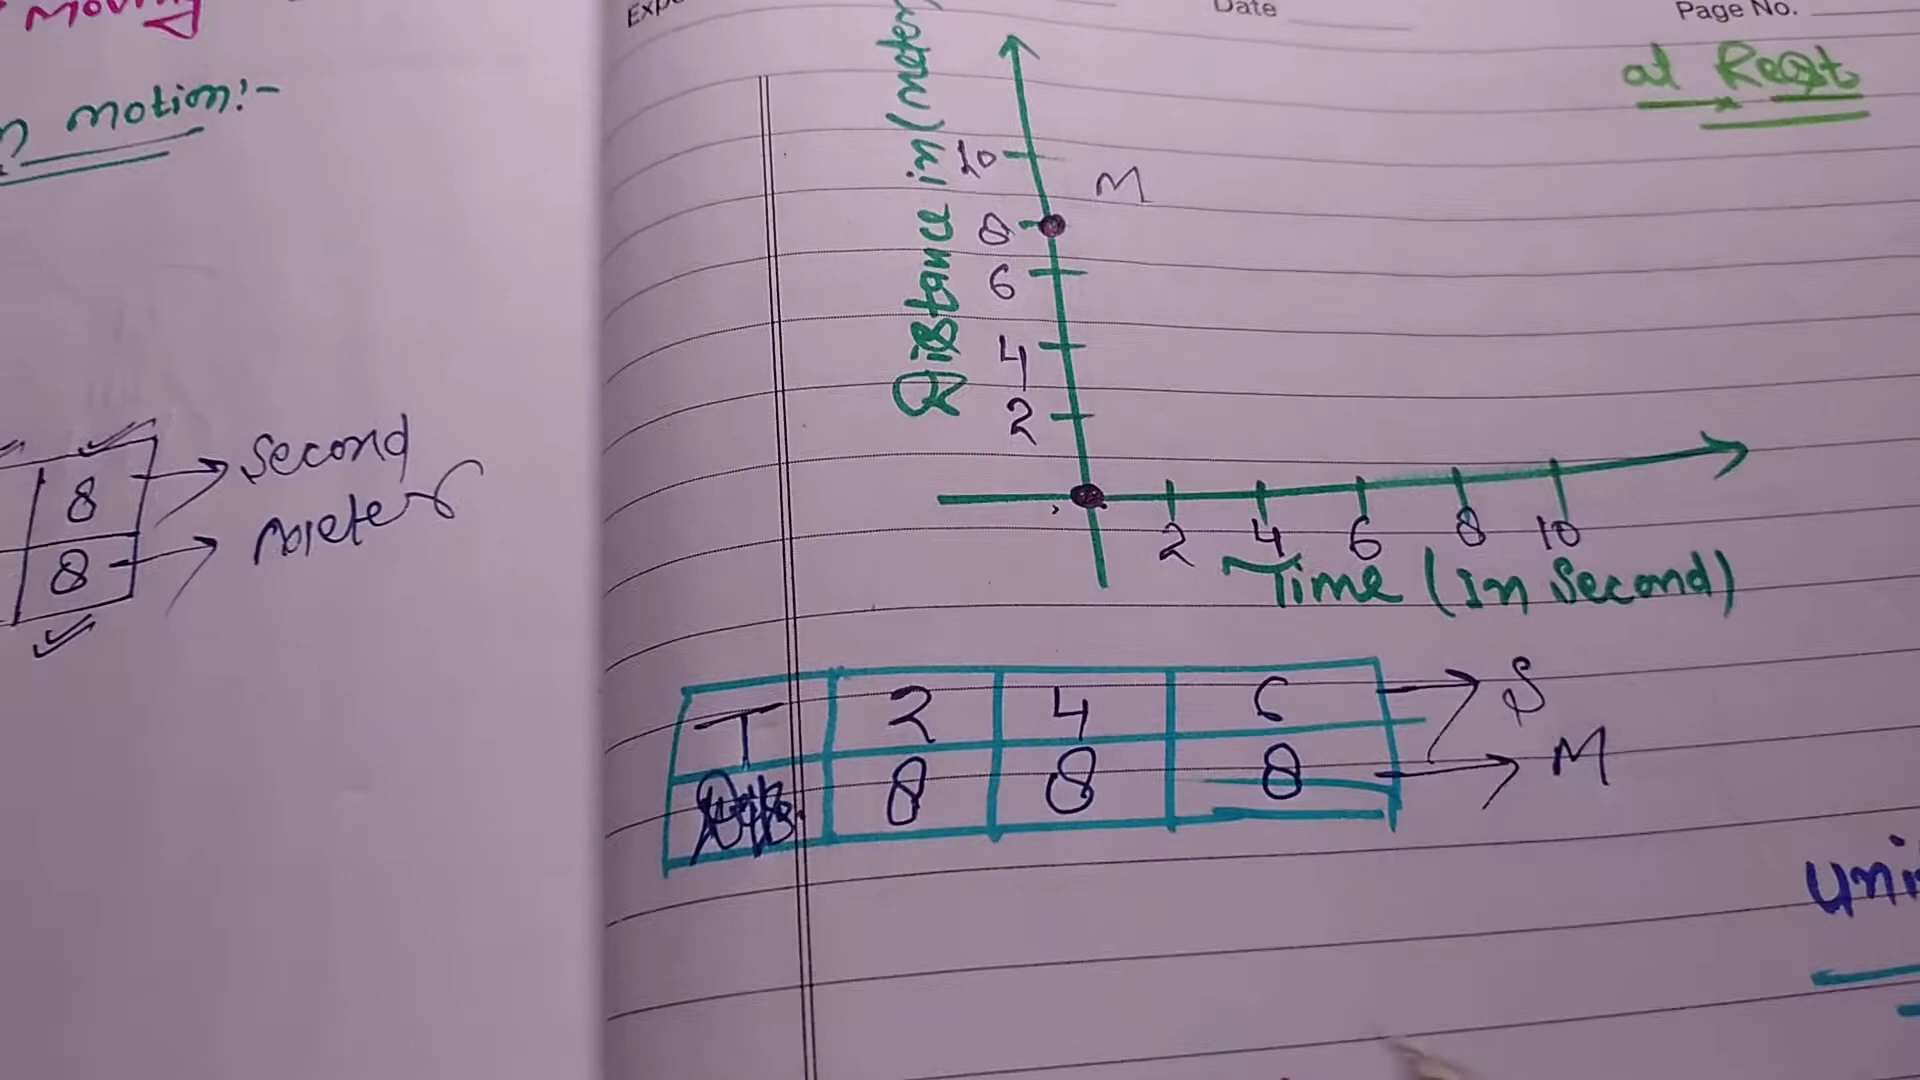 Moving
motion:-
8 second
8 meter
Date
Page No.
at Rest
Distance in (meter
10
M
8
6
4
2
2 4 6 8 10
Time (in second)
T 2 4 6 S
8 8 8 M